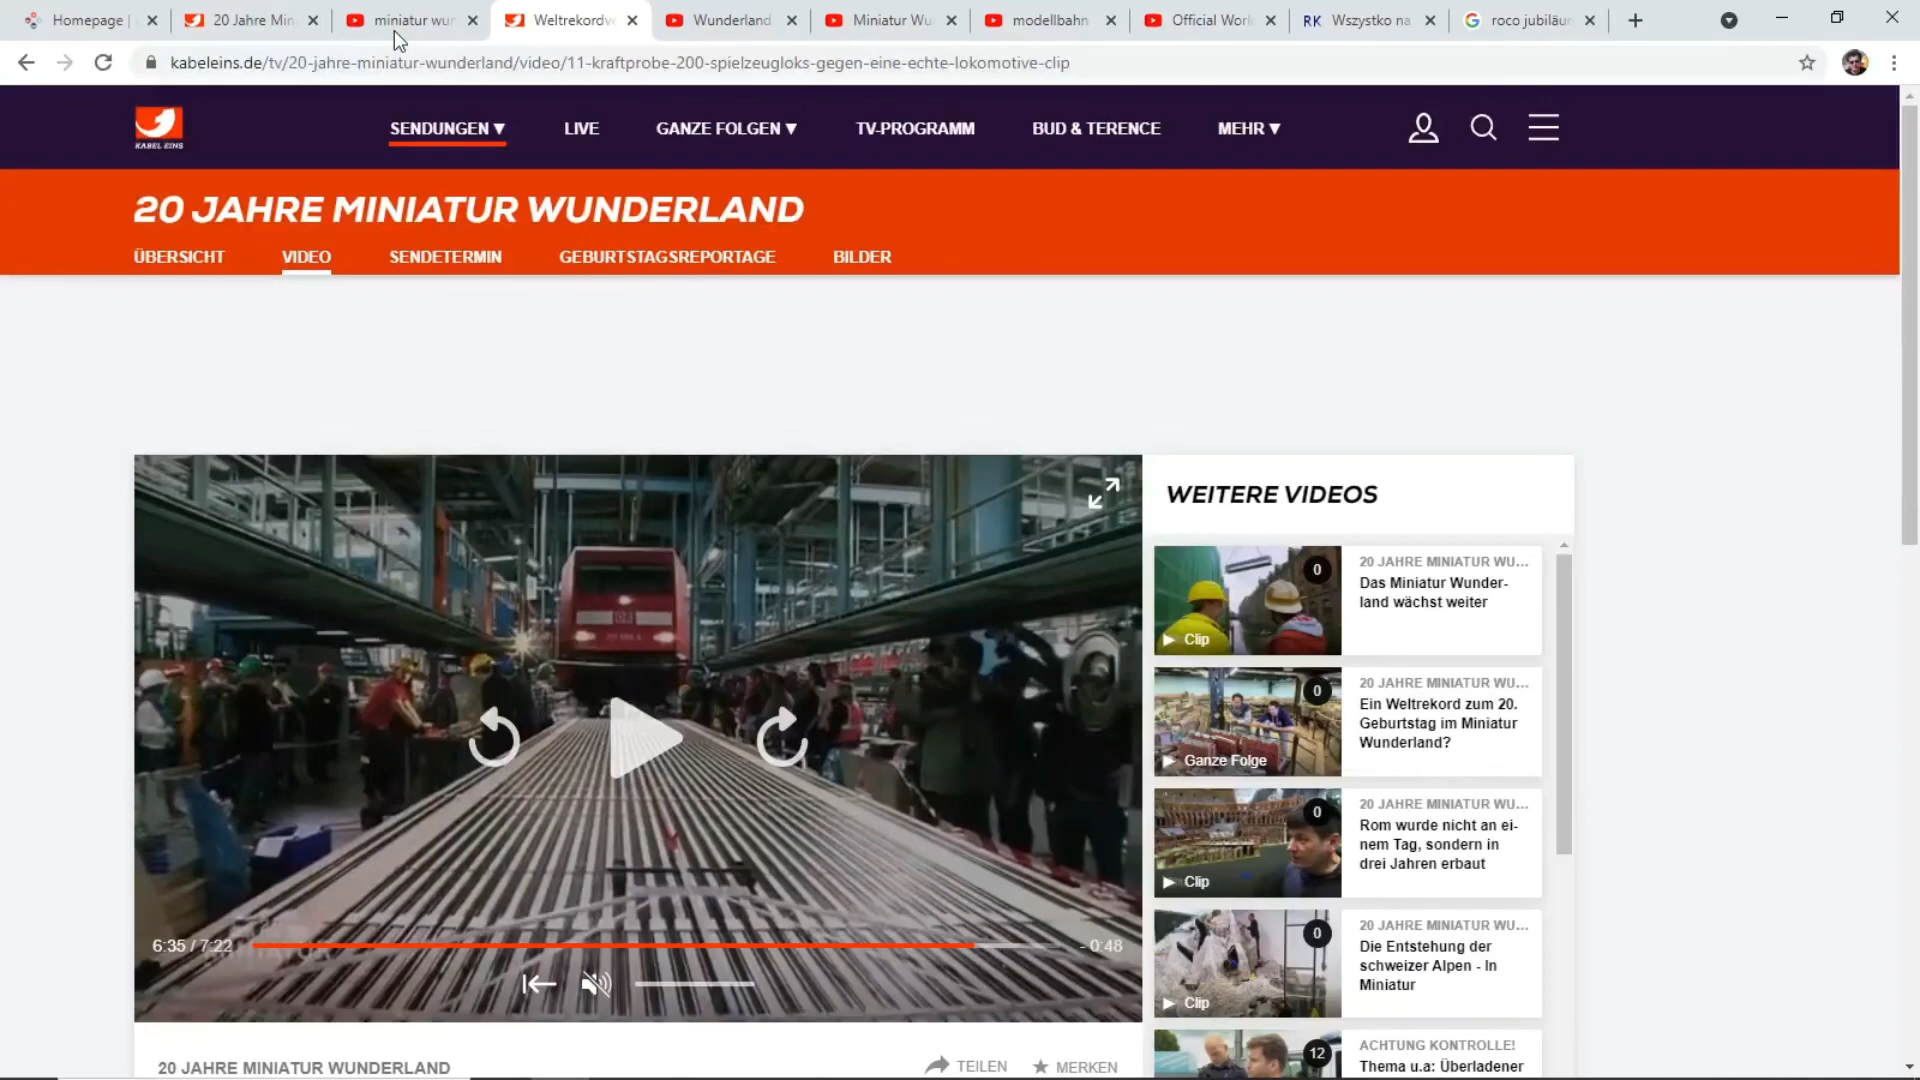 Homepage |
20 Jahre Min
miniatur wun
Weltrekordve
Wunderland
Miniatur Wu
modellbahn
Official Worl
RK Wszystko na
roco jubiläu
kabeleins.de/tv/20-jahre-miniatur-wunderland/video/11-kraftprobe-200-spielzeugloks-gegen-eine-echte-lokomotive-clip
KABEL EINS
SENDUNGEN ▼
LIVE
GANZE FOLGEN ▼
TV-PROGRAMM
BUD & TERENCE
MEHR ▼
20 JAHRE MINIATUR WUNDERLAND
ÜBERSICHT
VIDEO
SENDETERMIN
GEBURTSTAGSREPORTAGE
BILDER
DB
6:35 / 7:22
- 0:48
WEITERE VIDEOS
0
Clip
20 JAHRE MINIATUR WU...
Das Miniatur Wunder-
land wächst weiter
0
Ganze Folge
20 JAHRE MINIATUR WU...
Ein Weltrekord zum 20.
Geburtstag im Miniatur
Wunderland?
0
Clip
20 JAHRE MINIATUR WU...
Rom wurde nicht an ei-
nem Tag, sondern in
drei Jahren erbaut
0
Clip
20 JAHRE MINIATUR WU...
Die Entstehung der
schweizer Alpen - In
Miniatur
12
ACHTUNG KONTROLLE!
Thema u.a: Überladener
20 JAHRE MINIATUR WUNDERLAND
TEILEN
MERKEN